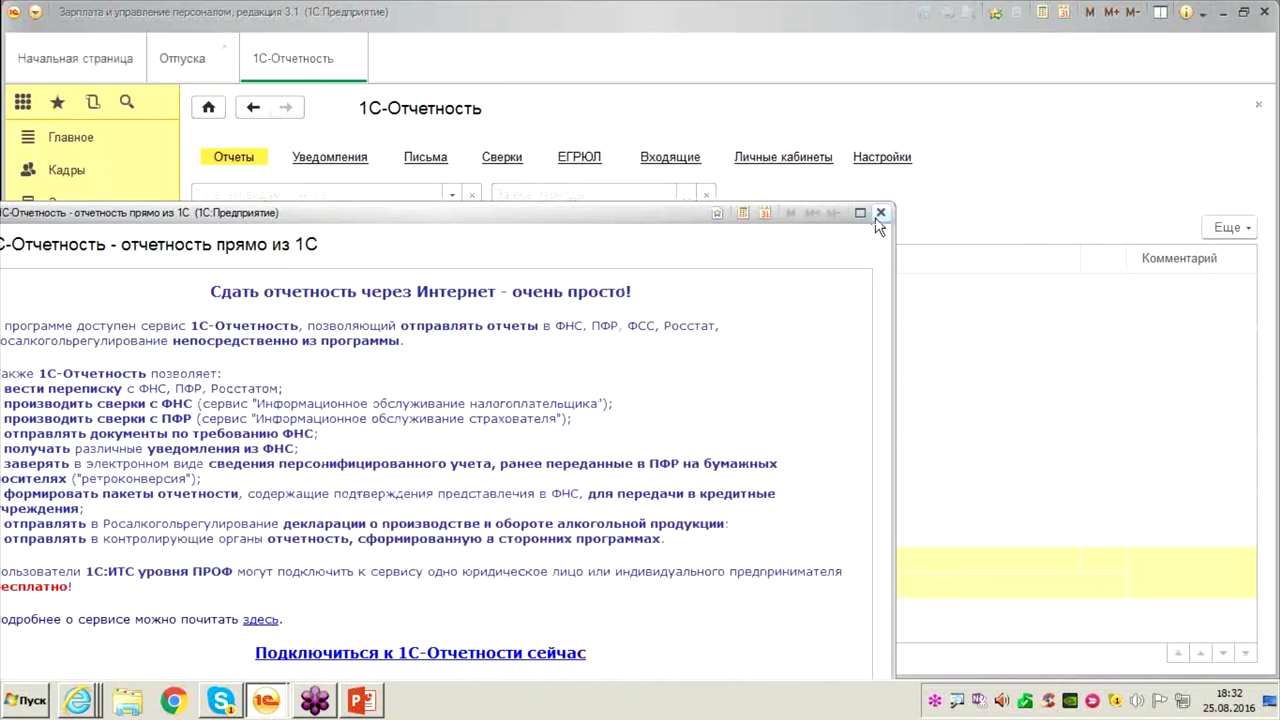 Зарплата и управление персоналом, редакция 3.1 (1С:Предприятие)
M M+ M-
Начальная страница
Отпуска
1С-Отчетность
1С-Отчетность
Главное
Кадры
Отчеты
Уведомления
Письма
Сверки
ЕГРЮЛ
Входящие
Личные кабинеты
Настройки
1С-Отчетность - отчетность прямо из 1С (1С:Предприятие)
M M+ M-
С-Отчетность - отчетность прямо из 1С
Еще
Комментарий
Сдать отчетность через Интернет - очень просто!
программе доступен сервис 1С-Отчетность, позволяющий отправлять отчеты в ФНС, ПФР, ФСС, Росстат,
осалкогольрегулирование непосредственно из программы.
акже 1С-Отчетность позволяет:
вести переписку с ФНС, ПФР, Росстатом;
производить сверки с ФНС (сервис "Информационное обслуживание налогоплательщика");
производить сверки с ПФР (сервис "Информационное обслуживание страхователя");
отправлять документы по требованию ФНС;
получать различные уведомления из ФНС;
заверять в электронном виде сведения персонифицированного учета, ранее переданные в ПФР на бумажных
осителях ("ретроконверсия");
формировать пакеты отчетности, содержащие подтверждения представления в ФНС, для передачи в кредитные
чреждения;
отправлять в Росалкогольрегулирование декларации о производстве и обороте алкогольной продукции;
отправлять в контролирующие органы отчетность, сформированную в сторонних программах.
ользователи 1С:ИТС уровня ПРОФ могут подключить к сервису одно юридическое лицо или индивидуального предпринимателя
есплатно!
одробнее о сервисе можно почитать здесь.
Подключиться к 1С-Отчетности сейчас
Пуск
18:32
25.08.2016